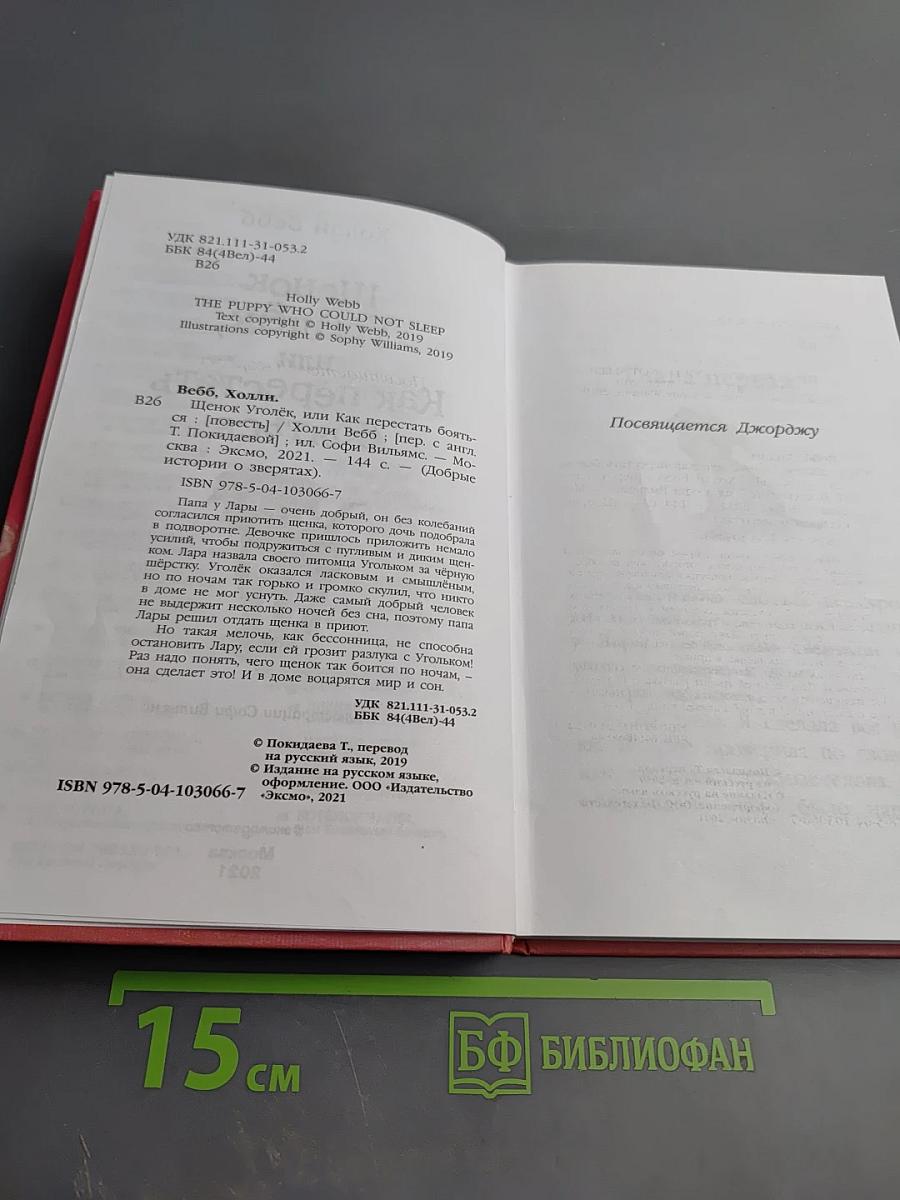 УДК 821.111-31-053.2
ББК 84(4Вел)-44
В26
Holly Webb
THE PUPPY WHO COULD NOT SLEEP
Text copyright © Holly Webb, 2019
Illustrations copyright © Sophy Williams, 2019
Вебб, Холли.
В26
Щенок Уголёк, или Как перестать боять-
ся : [повесть] / Холли Вебб ; [пер. с англ.
Т. Покидаевой] ; ил. Софи Вильямс. — Мо-
сква : Эксмо, 2021. — 144 с. — (Добрые
истории о зверятах).
ISBN 978-5-04-103066-7
Папа у Лары — очень добрый, он без колебаний
согласился приютить щенка, которого дочь подобрала
в подворотне. Девочке пришлось приложить немало
усилий, чтобы подружиться с пугливым и диким щен-
ком. Лара назвала своего питомца Угольком за чёрную
шёрстку. Уголёк оказался ласковым и смышлёным,
но по ночам так горько и громко скулил, что никто
в доме не мог уснуть. Даже самый добрый человек
не выдержит несколько ночей без сна, поэтому папа
Лары решил отдать щенка в приют.
Но такая мелочь, как бессонница, не способна
остановить Лару, если ей грозит разлука с Угольком!
Раз надо понять, чего щенок так боится по ночам, –
она сделает это! И в доме воцарятся мир и сон.
УДК 821.111-31-053.2
ББК 84(4Вел)-44
© Покидаева Т., перевод
на русский язык, 2019
© Издание на русском языке,
оформление. ООО «Издательство
«Эксмо», 2021
ISBN 978-5-04-103066-7
Посвящается Джорджу
15 см
БФ БИБЛИОФАН